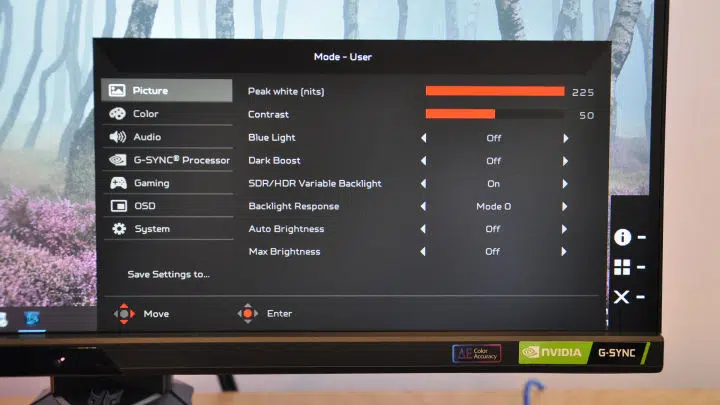 Mode - User
Picture
Peak white (nits) 225
Color
Contrast 50
Audio
Blue Light Off
G-SYNC® Processor
Dark Boost Off
Gaming
SDR/HDR Variable Backlight On
OSD
Backlight Response Mode 0
System
Auto Brightness Off
Max Brightness Off
Save Settings to...
Move Enter
ΔE Color Accuracy
NVIDIA G-SYNC